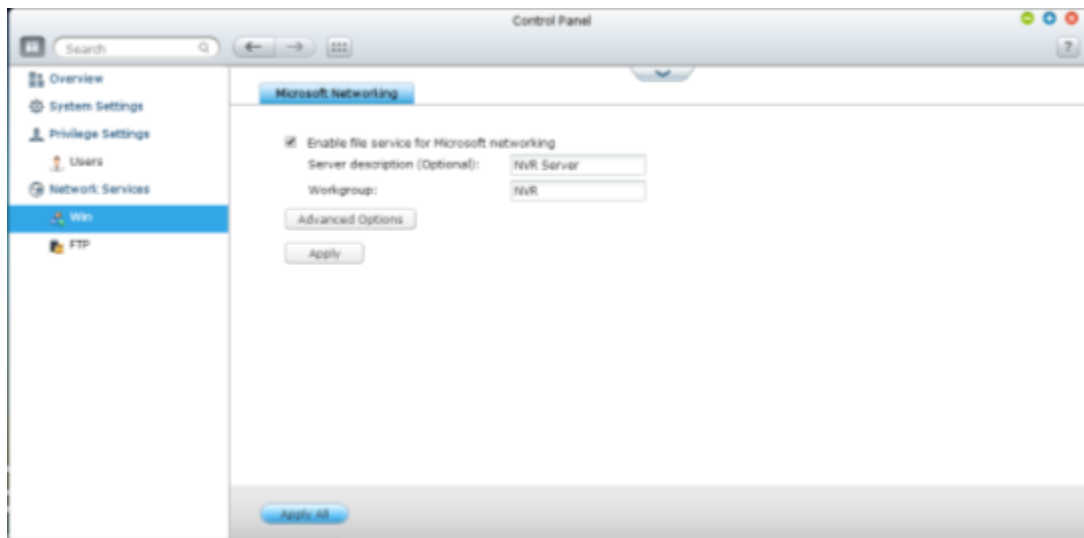 Control Panel
Search
?
Overview
System Settings
Privilege Settings
Users
Network Services
Win
FTP
Microsoft Networking
Enable file service for Microsoft networking
Server description (Optional):
NVR Server
Workgroup:
NVR
Advanced Options
Apply
Apply All